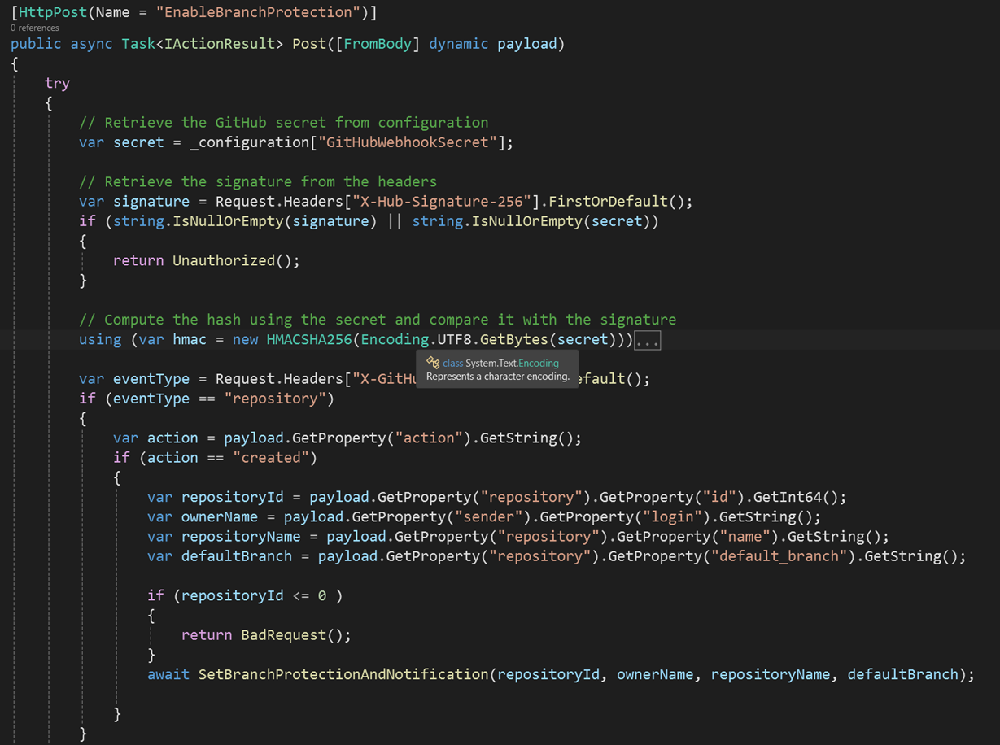 [HttpPost(Name = "EnableBranchProtection")]
0 references
public async Task<IActionResult> Post([FromBody] dynamic payload)
{
try
{
// Retrieve the GitHub secret from configuration
var secret = _configuration["GitHubWebhookSecret"];
// Retrieve the signature from the headers
var signature = Request.Headers["X-Hub-Signature-256"].FirstOrDefault();
if (string.IsNullOrEmpty(signature) || string.IsNullOrEmpty(secret))
{
return Unauthorized();
}
// Compute the hash using the secret and compare it with the signature
using (var hmac = new HMACSHA256(Encoding.UTF8.GetBytes(secret)))...
class System.Text.Encoding
Represents a character encoding.
var eventType = Request.Headers["X-GitHu efault();
if (eventType == "repository")
{
var action = payload.GetProperty("action").GetString();
if (action == "created")
{
var repositoryId = payload.GetProperty("repository").GetProperty("id").GetInt64();
var ownerName = payload.GetProperty("sender").GetProperty("login").GetString();
var repositoryName = payload.GetProperty("repository").GetProperty("name").GetString();
var defaultBranch = payload.GetProperty("repository").GetProperty("default_branch").GetString();
if (repositoryId <= 0 )
{
return BadRequest();
}
await SetBranchProtectionAndNotification(repositoryId, ownerName, repositoryName, defaultBranch);
}
}